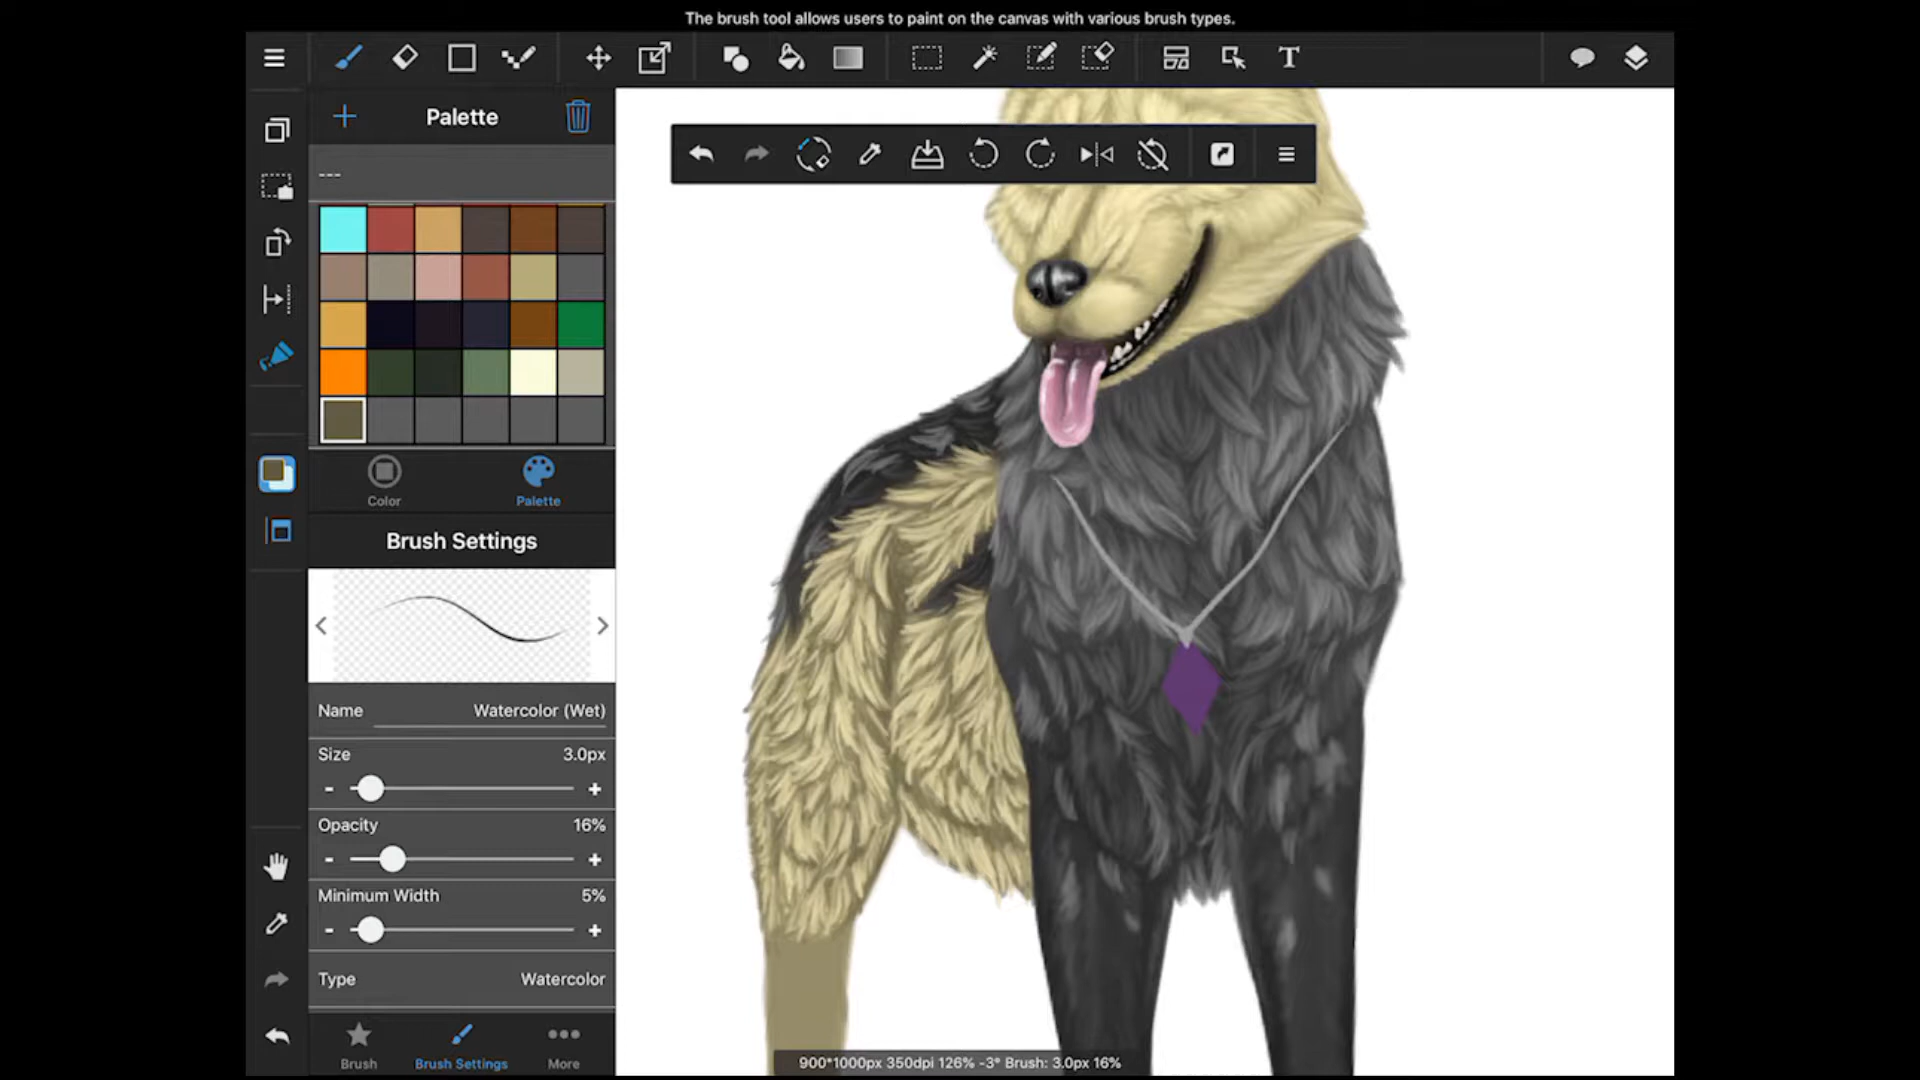 The brush tool allows users to paint on the canvas with various brush types.
T
Palette
---
Color
Palette
Brush Settings
Name Watercolor (Wet)
Size 3.0px
- +
Opacity 16%
- +
Minimum Width 5%
- +
Type Watercolor
Brush Brush Settings More
900*1000px 350dpi 126% -3° Brush: 3.0px 16%